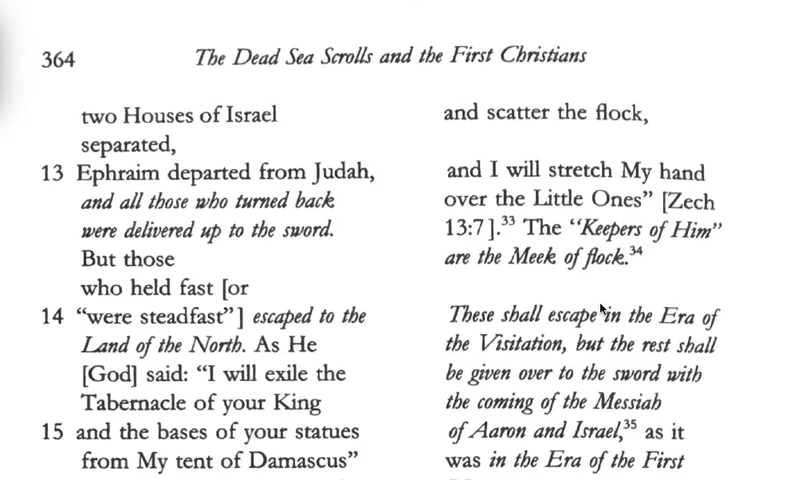 364 The Dead Sea Scrolls and the First Christians
two Houses of Israel
separated,
13 Ephraim departed from Judah,
and all those who turned back
were delivered up to the sword.
But those
who held fast [or
14 “were steadfast”] escaped to the
Land of the North. As He
[God] said: “I will exile the
Tabernacle of your King
15 and the bases of your statues
from My tent of Damascus”
and scatter the flock,
and I will stretch My hand
over the Little Ones” [Zech
13:7].³³ The “Keepers of Him”
are the Meek of flock.³⁴
These shall escape in the Era of
the Visitation, but the rest shall
be given over to the sword with
the coming of the Messiah
of Aaron and Israel,³⁵ as it
was in the Era of the First